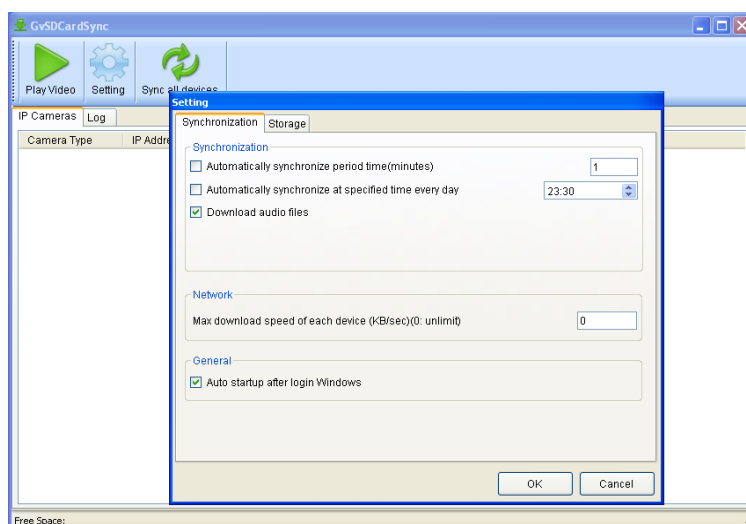 GvSDCardSync
Play Video
Setting
Sync all devices
IP Cameras
Log
Camera Type
IP Addre
Setting
Synchronization
Storage
Synchronization
Automatically synchronize period time(minutes)
1
Automatically synchronize at specified time every day
23:30
Download audio files
Network
Max download speed of each device (KB/sec)(0: unlimit)
0
General
Auto startup after login Windows
OK
Cancel
Free Space: